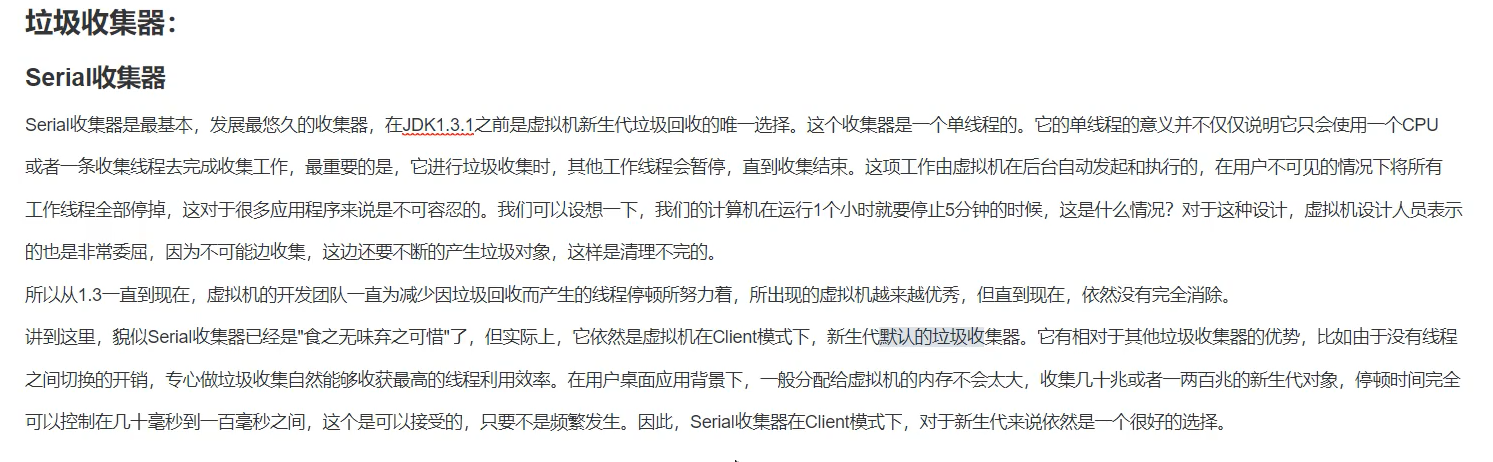 垃圾收集器：
Serial收集器
Serial收集器是最基本，发展最悠久的收集器，在JDK1.3.1之前是虚拟机新生代垃圾回收的唯一选择。这个收集器是一个单线程的。它的单线程的意义并不仅仅说明它只会使用一个CPU
或者一条收集线程去完成收集工作，最重要的是，它进行垃圾收集时，其他工作线程会暂停，直到收集结束。这项工作由虚拟机在后台自动发起和执行的，在用户不可见的情况下将所有
工作线程全部停掉，这对于很多应用程序来说是不可容忍的。我们可以设想一下，我们的计算机在运行1个小时就要停止5分钟的时候，这是什么情况？对于这种设计，虚拟机设计人员表示
的也是非常委屈，因为不可能边收集，这边还要不断的产生垃圾对象，这样是清理不完的。
所以从1.3一直到现在，虚拟机的开发团队一直为减少因垃圾回收而产生的线程停顿所努力着，所出现的虚拟机越来越优秀，但直到现在，依然没有完全消除。
讲到这里，貌似Serial收集器已经是"食之无味弃之可惜"了，但实际上，它依然是虚拟机在Client模式下，新生代默认的垃圾收集器。它有相对于其他垃圾收集器的优势，比如由于没有线程
之间切换的开销，专心做垃圾收集自然能够收获最高的线程利用效率。在用户桌面应用背景下，一般分配给虚拟机的内存不会太大，收集几十兆或者一两百兆的新生代对象，停顿时间完全
可以控制在几十毫秒到一百毫秒之间，这个是可以接受的，只要不是频繁发生。因此，Serial收集器在Client模式下，对于新生代来说依然是一个很好的选择。